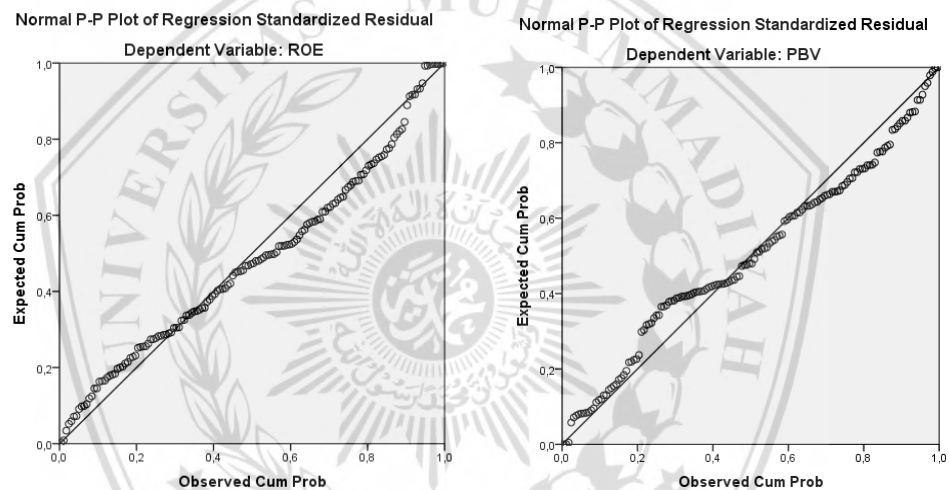 Normal P-P Plot of Regression Standardized Residual
Dependent Variable: ROE
1,0
0,8
0,6
0,4
0,2
0,0
Expected Cum Prob
0,0 0,2 0,4 0,6 0,8 1,0
Observed Cum Prob
Normal P-P Plot of Regression Standardized Residual
Dependent Variable: PBV
1,0
0,8
0,6
0,4
0,2
0,0
Expected Cum Prob
0,0 0,2 0,4 0,6 0,8 1,0
Observed Cum Prob
UNIVERSITAS MUHAMMADIYAH